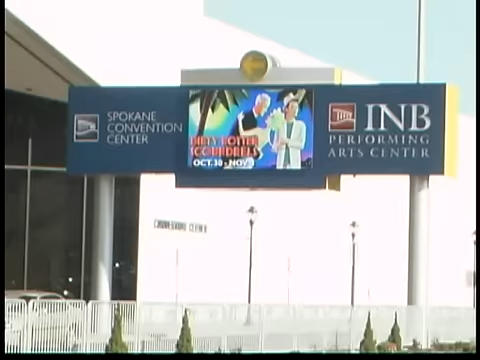 SPOKANE
CONVENTION
CENTER
DIRTY ROTTEN
SCOUNDRELS
OCT. 30 - NOV
INB
PERFORMING
ARTS CENTER